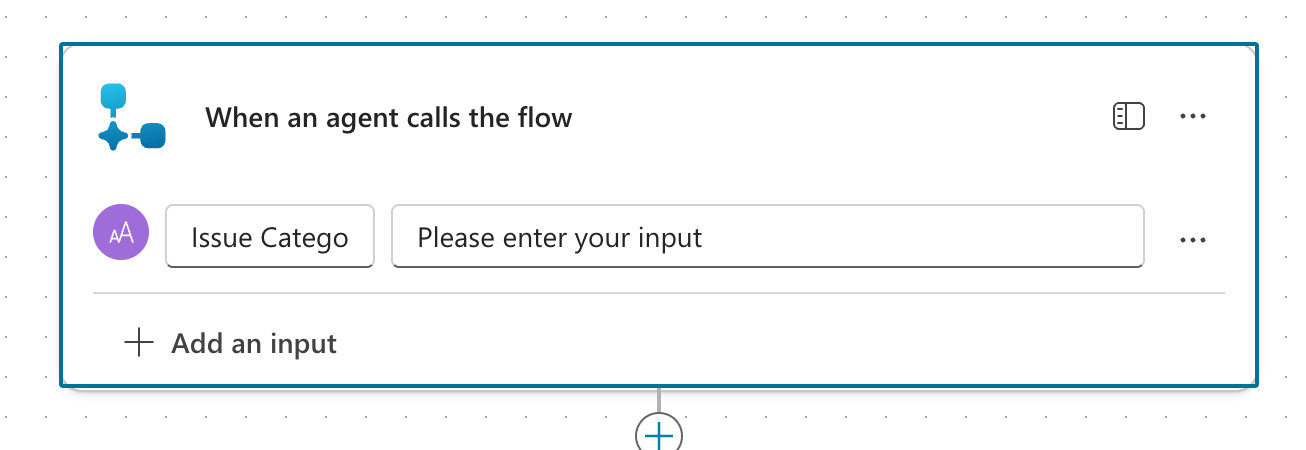 When an agent calls the flow
Issue Catego
Please enter your input
Add an input